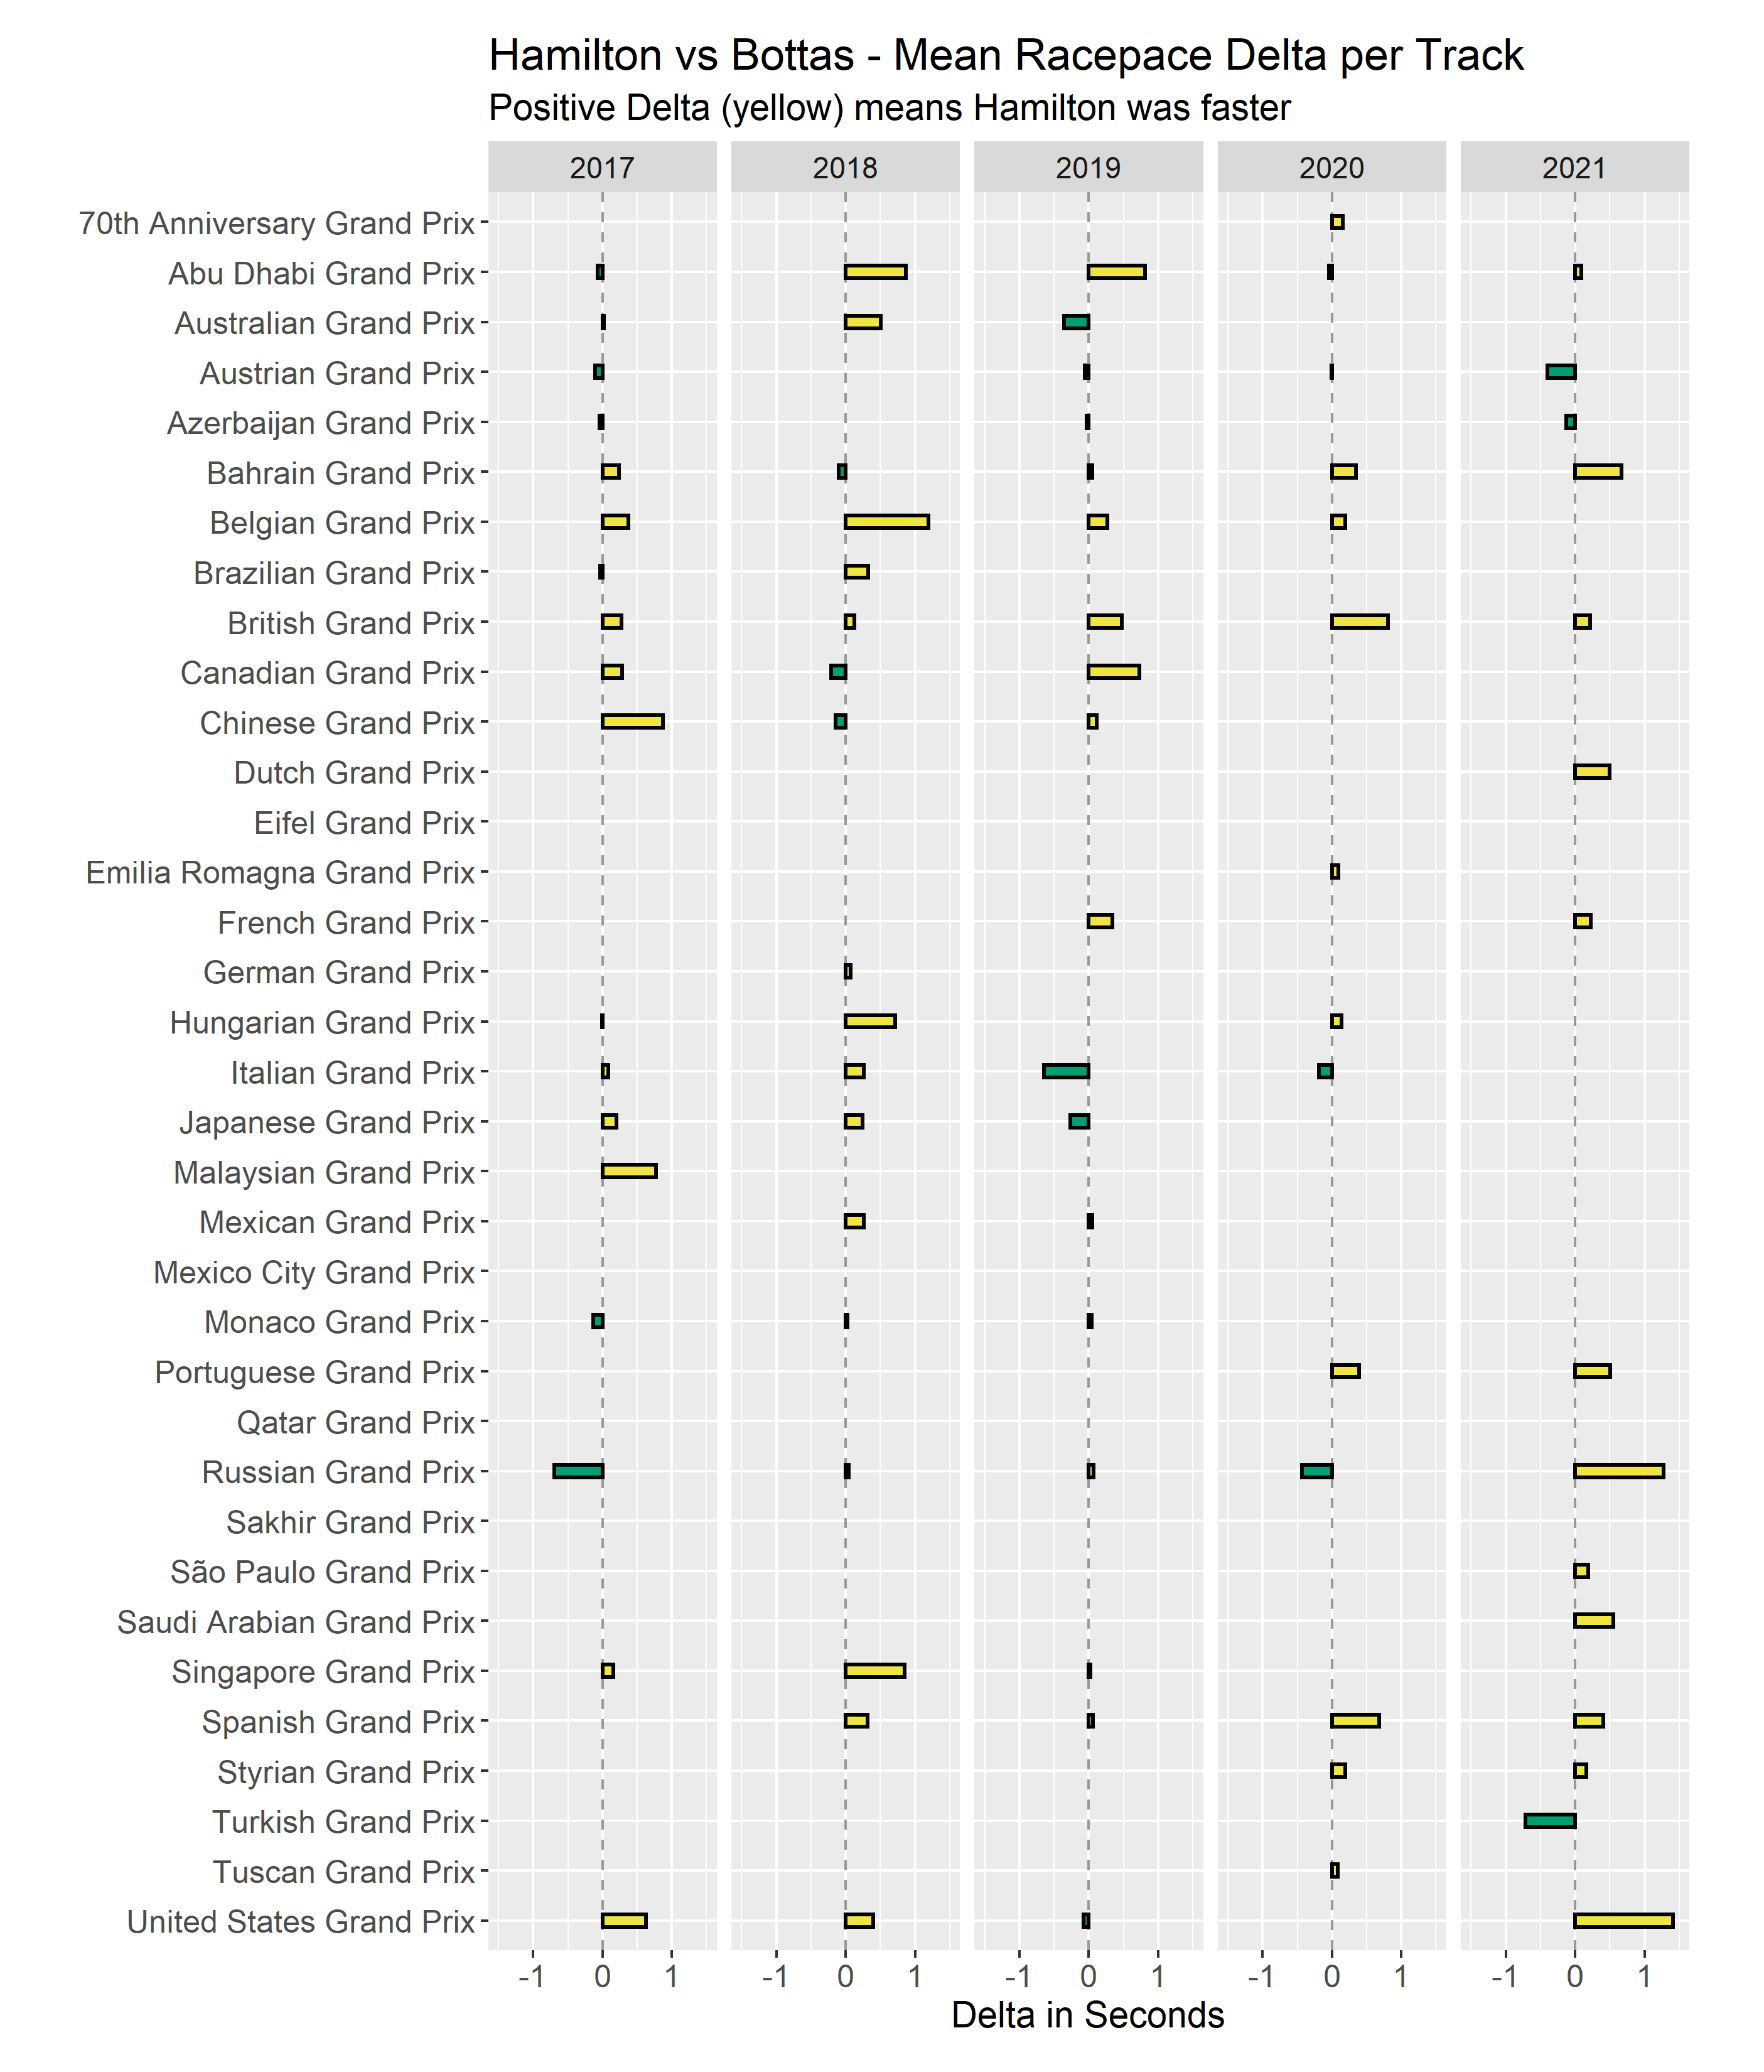 Hamilton vs Bottas - Mean Racepace Delta per Track
Positive Delta (yellow) means Hamilton was faster
2017 2018 2019 2020 2021
70th Anniversary Grand Prix
Abu Dhabi Grand Prix
Australian Grand Prix
Austrian Grand Prix
Azerbaijan Grand Prix
Bahrain Grand Prix
Belgian Grand Prix
Brazilian Grand Prix
British Grand Prix
Canadian Grand Prix
Chinese Grand Prix
Dutch Grand Prix
Eifel Grand Prix
Emilia Romagna Grand Prix
French Grand Prix
German Grand Prix
Hungarian Grand Prix
Italian Grand Prix
Japanese Grand Prix
Malaysian Grand Prix
Mexican Grand Prix
Mexico City Grand Prix
Monaco Grand Prix
Portuguese Grand Prix
Qatar Grand Prix
Russian Grand Prix
Sakhir Grand Prix
São Paulo Grand Prix
Saudi Arabian Grand Prix
Singapore Grand Prix
Spanish Grand Prix
Styrian Grand Prix
Turkish Grand Prix
Tuscan Grand Prix
United States Grand Prix
-1 0 1 -1 0 1 -1 0 1 -1 0 1 -1 0 1
Delta in Seconds